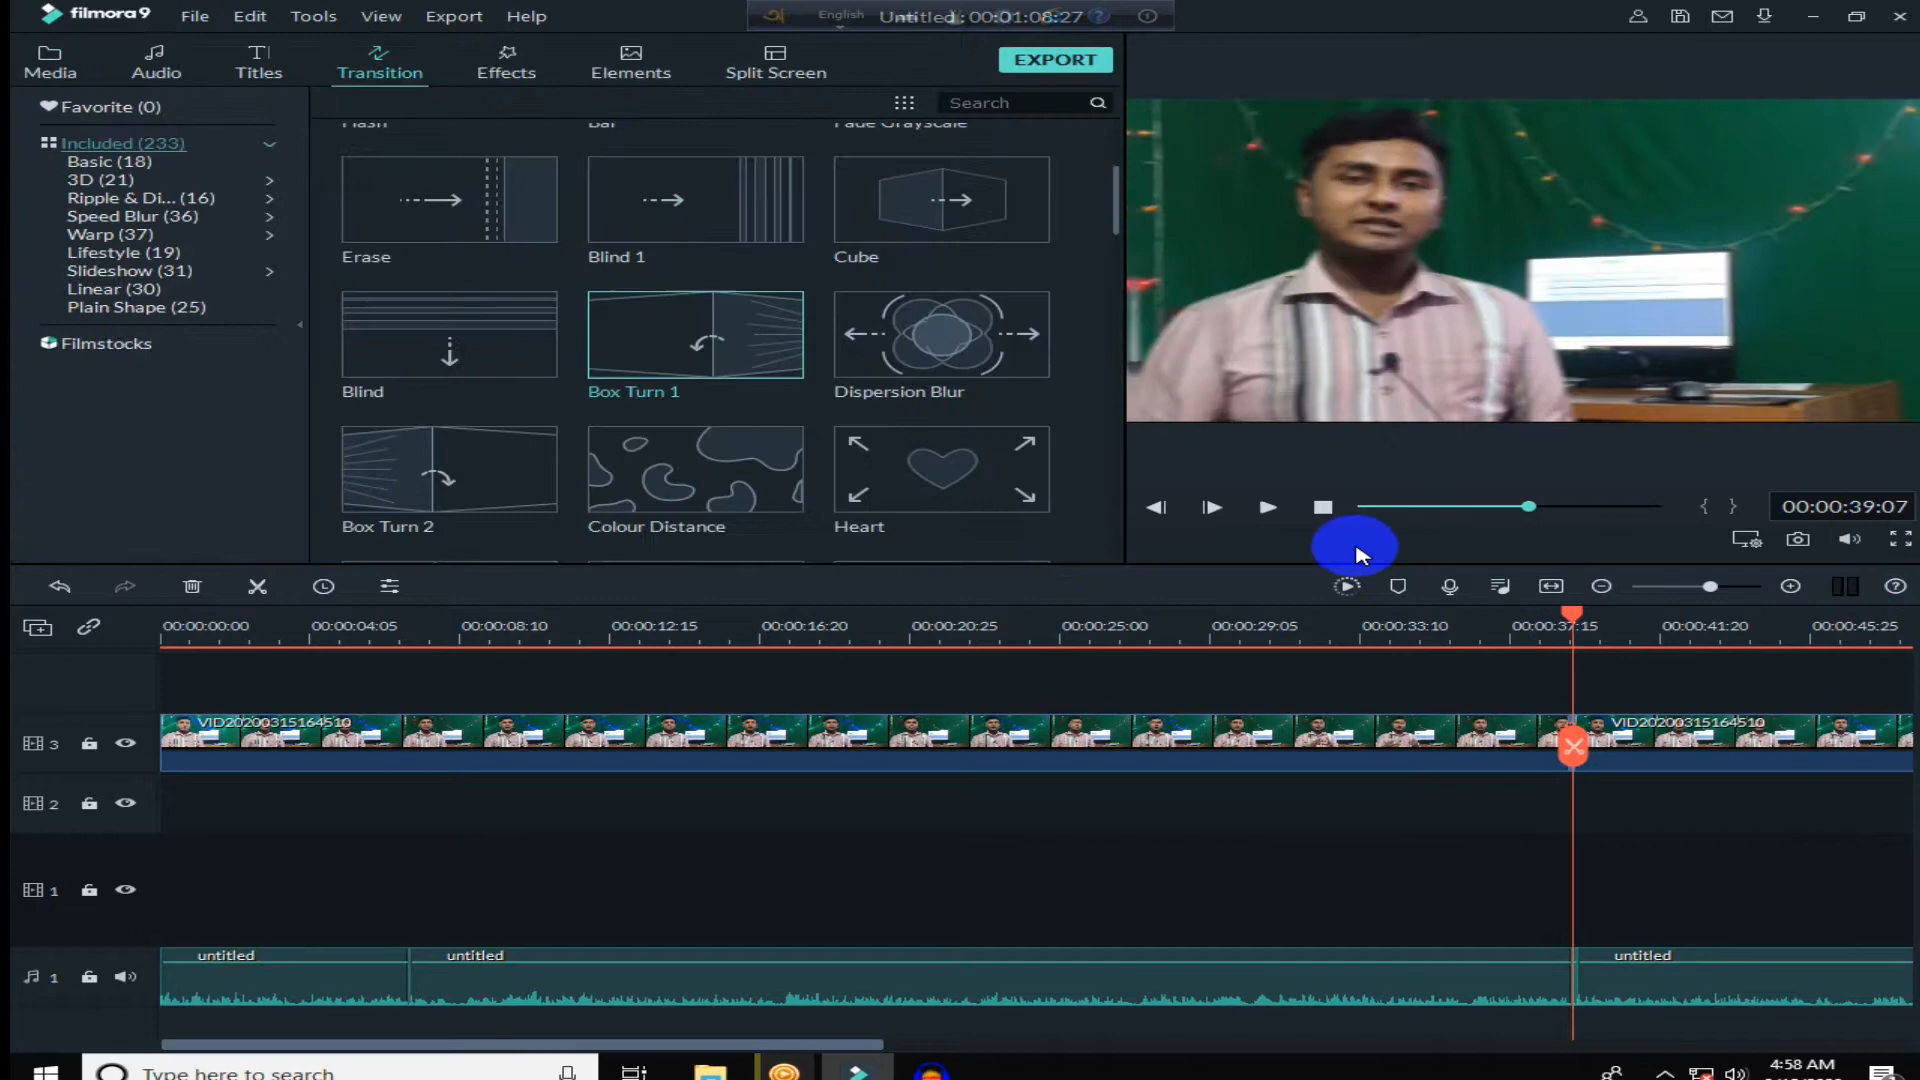 filmora9 File Edit Tools View Export Help English Untitled : 00:01:08:27
Media Audio Titles Transition Effects Elements Split Screen EXPORT
Favorite (0) Search
Included (233)
Basic (18)
3D (21)
Ripple & Di... (16)
Speed Blur (36)
Warp (37)
Lifestyle (19)
Slideshow (31)
Linear (30)
Plain Shape (25)
Filmstocks
Flash Bar Fade Grayscale
Erase Blind 1 Cube
Blind Box Turn 1 Dispersion Blur
Box Turn 2 Colour Distance Heart
00:00:39:07
00:00:00:00 00:00:04:05 00:00:08:10 00:00:12:15 00:00:16:20 00:00:20:25 00:00:25:00 00:00:29:05 00:00:33:10 00:00:37:15 00:00:41:20 00:00:45:25
3 VID20200315164510 VID20200315164510
2
1
untitled untitled untitled
1
Type here to search 4:58 AM